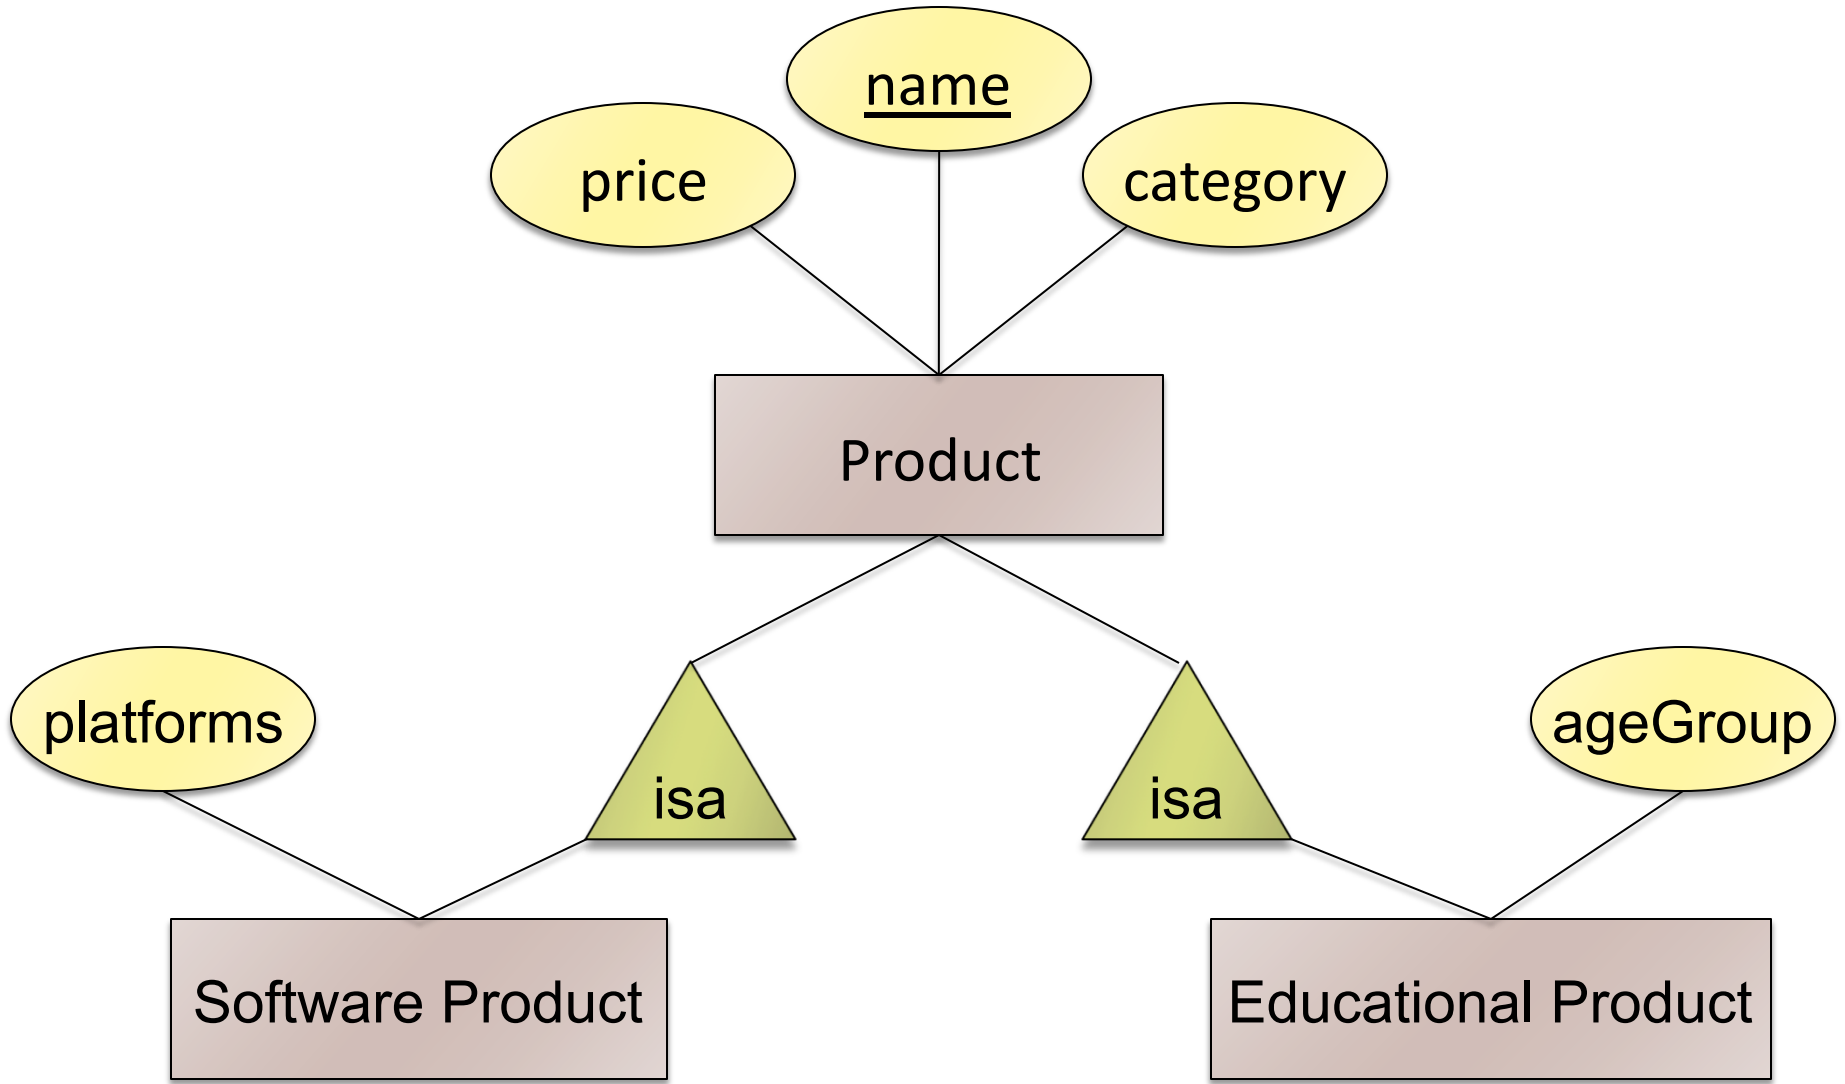 name
price
category
Product
platforms
isa
isa
ageGroup
Software Product
Educational Product